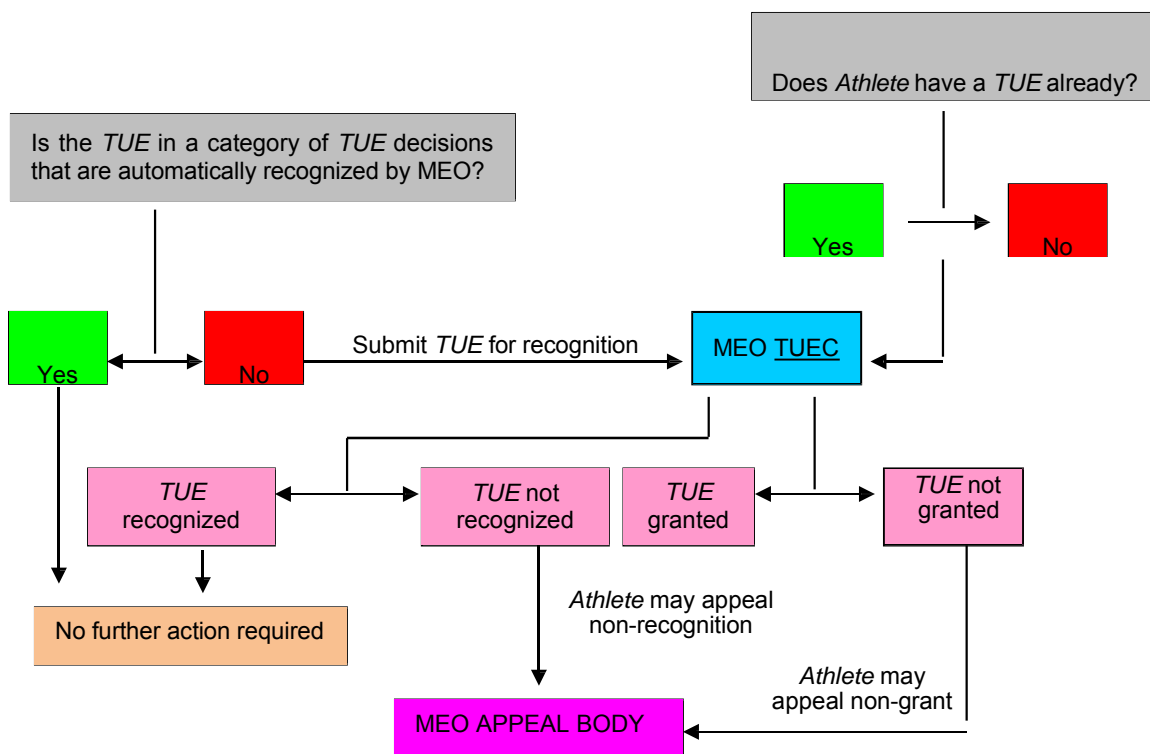 Does Athlete have a TUE already?
Is the TUE in a category of TUE decisions
that are automatically recognized by MEO?
Yes
No
Yes
No
Submit TUE for recognition
MEO TUEC
TUE
recognized
TUE not
recognized
TUE
granted
TUE not
granted
No further action required
Athlete may appeal
non-recognition
Athlete may
appeal non-grant
MEO APPEAL BODY